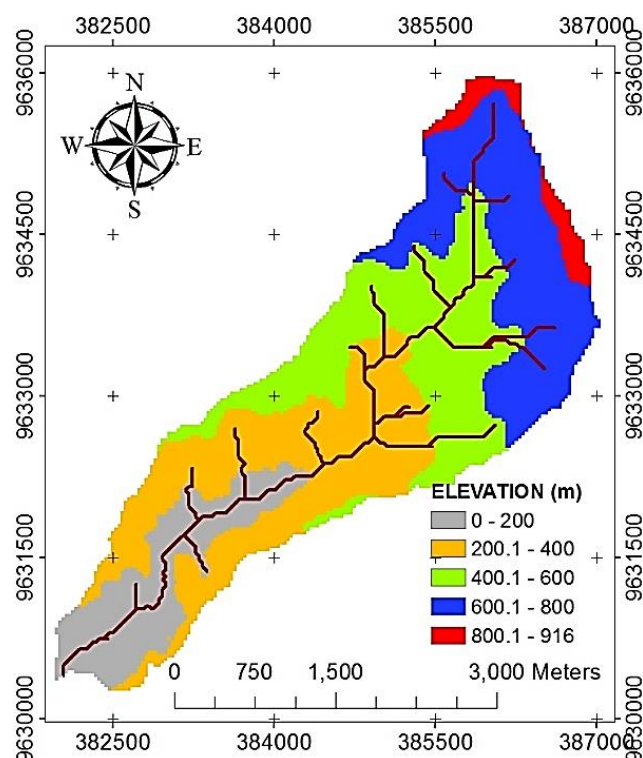 382500 384000 385500 387000
9636000 9636000
N
W E
S
9634500 9634500
9633000 9633000
ELEVATION (m)
0 - 200
200.1 - 400
9631500 9631500
400.1 - 600
600.1 - 800
800.1 - 916
0 750 1,500 3,000 Meters
9630000 9630000
382500 384000 385500 387000